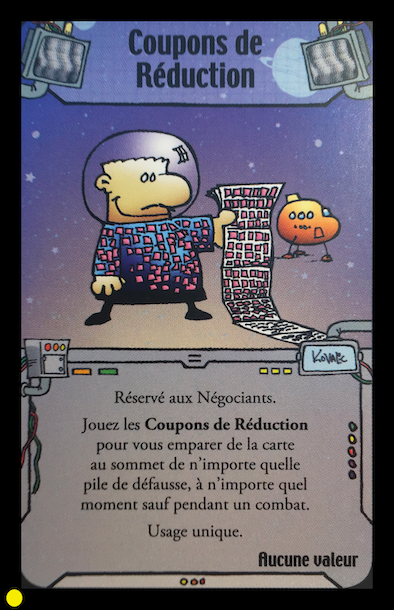 Coupons de
Réduction
KOVALIC
Réservé aux Négociants.
Jouez les Coupons de Réduction
pour vous emparer de la carte
au sommet de n'importe quelle
pile de défausse, à n'importe quel
moment sauf pendant un combat.
Usage unique.
Aucune valeur